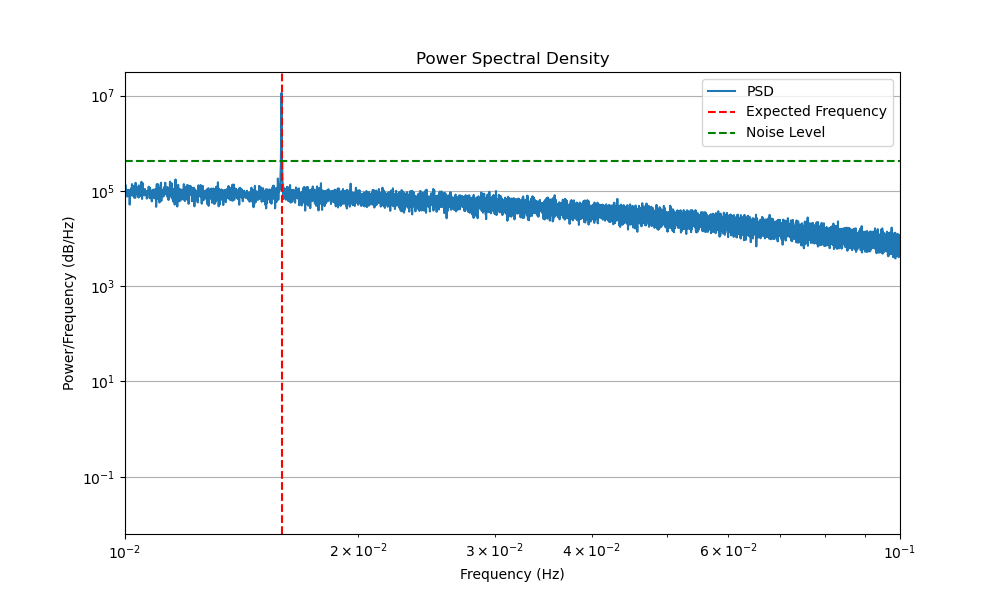 Power Spectral Density
PSD
Expected Frequency
Noise Level
Power/Frequency (dB/Hz)
10⁷
10⁵
10³
10¹
10⁻¹
10⁻² 2 × 10⁻² 3 × 10⁻² 4 × 10⁻² 6 × 10⁻² 10⁻¹
Frequency (Hz)